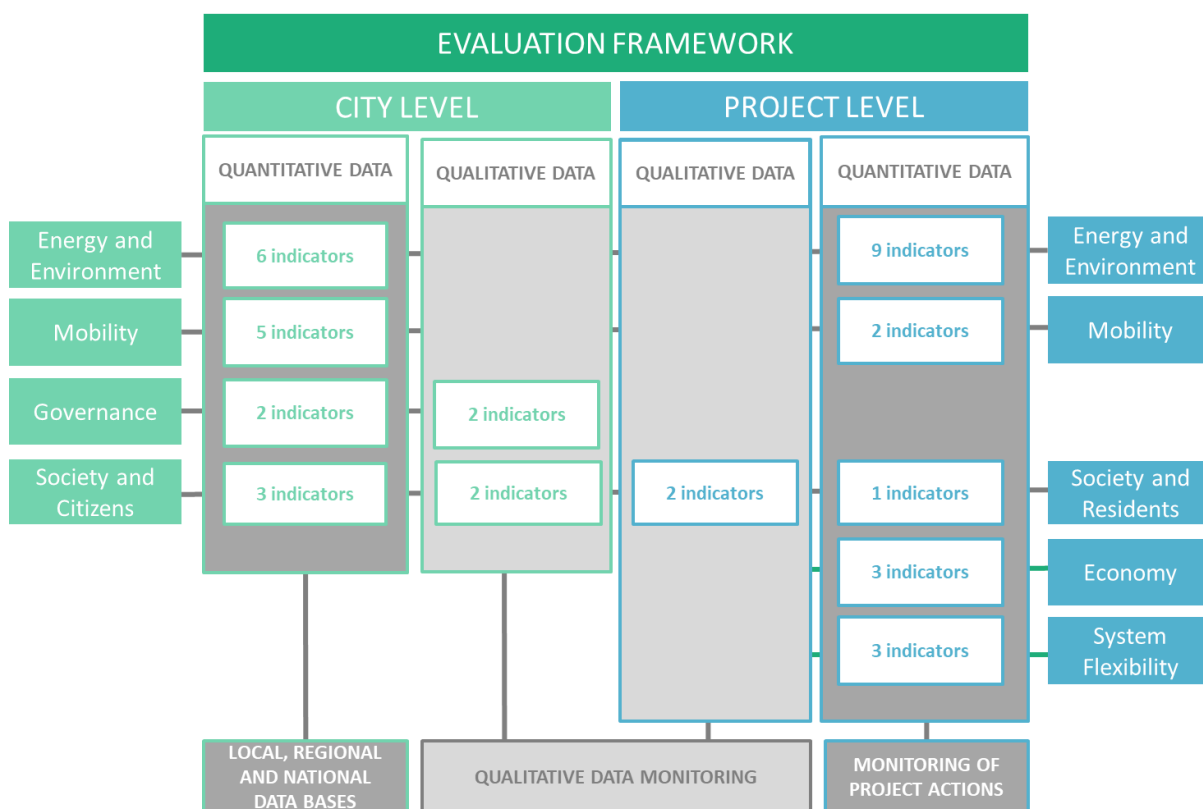 EVALUATION FRAMEWORK
CITY LEVEL
PROJECT LEVEL
QUANTITATIVE DATA
QUALITATIVE DATA
QUALITATIVE DATA
QUANTITATIVE DATA
Energy and
Environment
6 indicators
9 indicators
Energy and
Environment
Mobility
5 indicators
2 indicators
Mobility
Governance
2 indicators
2 indicators
Society and
Citizens
3 indicators
2 indicators
2 indicators
1 indicators
Society and
Residents
3 indicators
Economy
3 indicators
System
Flexibility
LOCAL, REGIONAL
AND NATIONAL
DATA BASES
QUALITATIVE DATA MONITORING
MONITORING OF
PROJECT ACTIONS